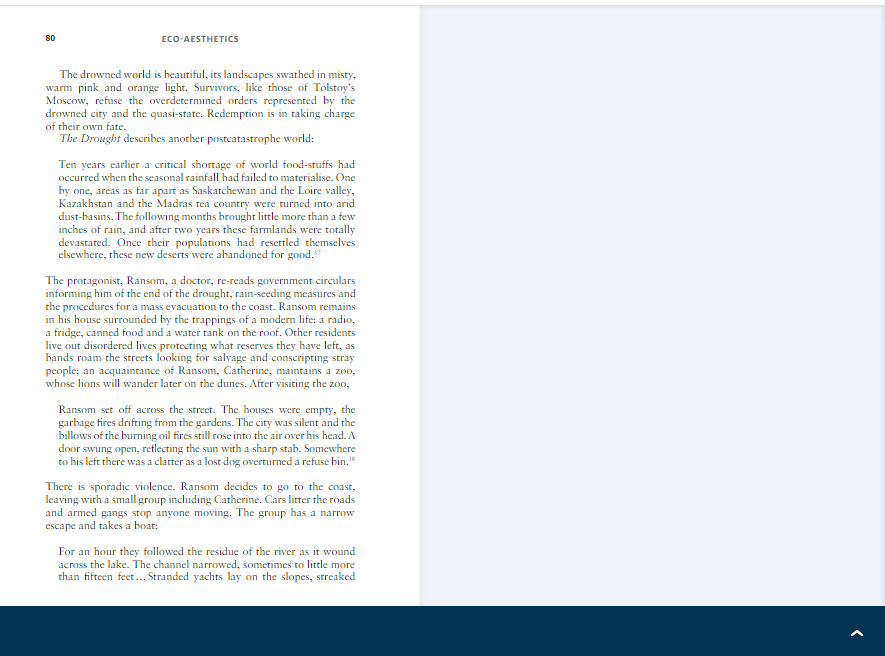 80
ECO-AESTHETICS
The drowned world is beautiful, its landscapes swathed in misty,
warm pink and orange light. Survivors, like those of Tolstoy's
Moscow, refuse the overdetermined orders represented by the
drowned city and the quasi-state. Redemption is in taking charge
of their own fate.
The Drought describes another postcatastrophe world:
Ten years earlier a critical shortage of world food-stuffs had
occurred when the seasonal rainfall had failed to materialise. One
by one, areas as far apart as Saskatchewan and the Loire valley,
Kazakhstan and the Madras tea country were turned into arid
dust-basins. The following months brought little more than a few
inches of rain, and after two years these farmlands were totally
devastated. Once their populations had resettled themselves
elsewhere, these new deserts were abandoned for good.37
The protagonist, Ransom, a doctor, re-reads government circulars
informing him of the end of the drought, rain-seeding measures and
the procedures for a mass evacuation to the coast. Ransom remains
in his house surrounded by the trappings of a modern life: a radio,
a fridge, canned food and a water tank on the roof. Other residents
live out disordered lives protecting what reserves they have left, as
bands roam the streets looking for salvage and conscripting stray
people; an acquaintance of Ransom, Catherine, maintains a zoo,
whose lions will wander later on the dunes. After visiting the zoo,
Ransom set off across the street. The houses were empty, the
garbage fires drifting from the gardens. The city was silent and the
billows of the burning oil fires still rose into the air over his head. A
door swung open, reflecting the sun with a sharp stab. Somewhere
to his left there was a clatter as a lost dog overturned a refuse bin.38
There is sporadic violence. Ransom decides to go to the coast,
leaving with a small group including Catherine. Cars litter the roads
and armed gangs stop anyone moving. The group has a narrow
escape and takes a boat:
For an hour they followed the residue of the river as it wound
across the lake. The channel narrowed, sometimes to little more
than fifteen feet … Stranded yachts lay on the slopes, streaked